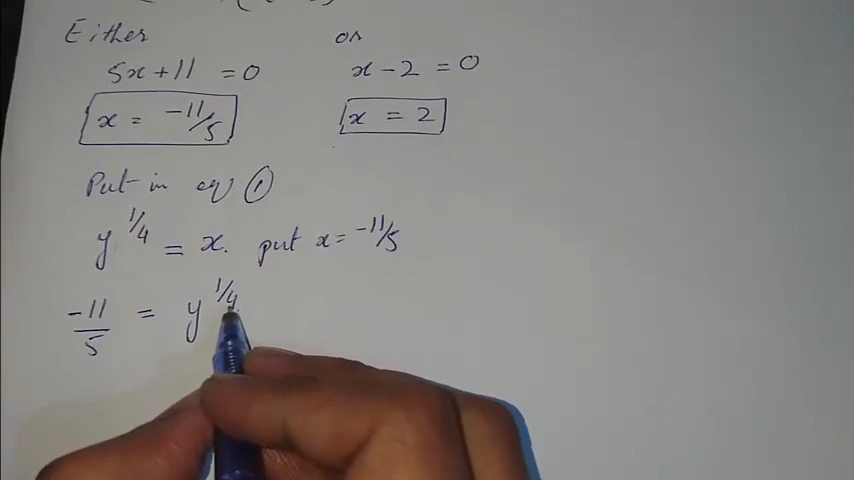 Either or
5x+11 =0 x-2 =0
x = -11/5 x = 2
Put in eq ①
y^1/4 = x. put x= -11/5
-11/5 = y^1/4